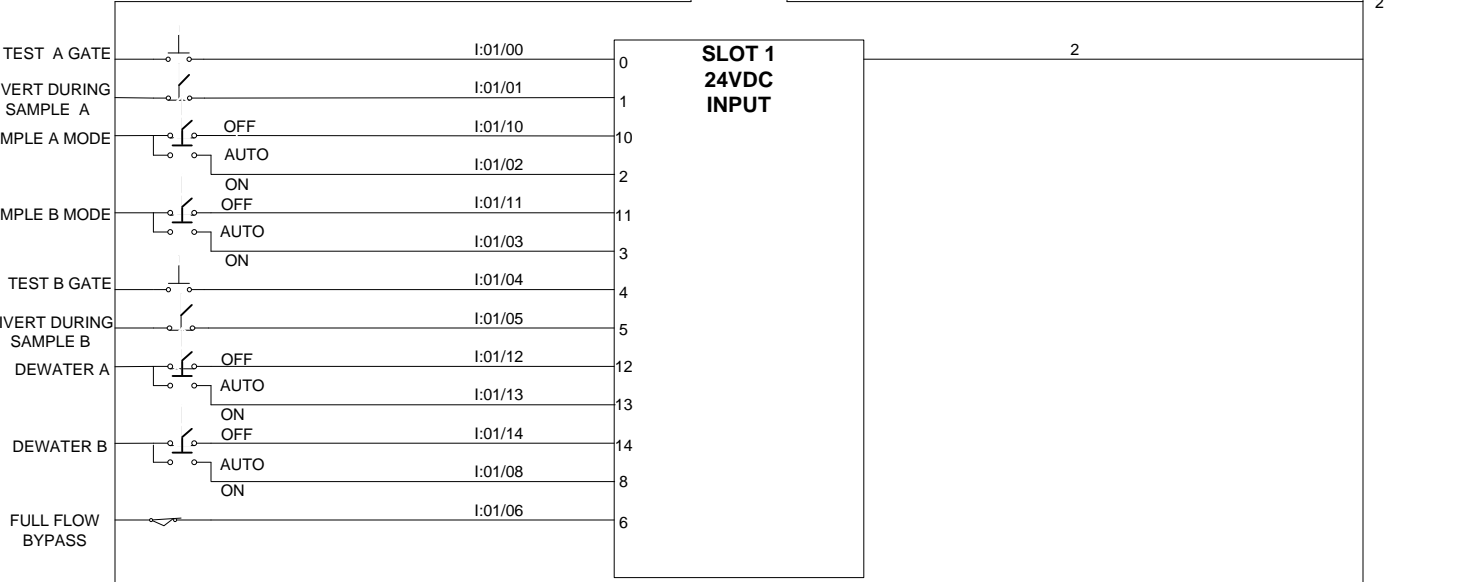 2
TEST A GATE I:01/00 0 SLOT 1 2
24VDC
VERT DURING I:01/01 1 INPUT
SAMPLE A
MPLE A MODE OFF I:01/10 10
AUTO I:01/02 2
ON
MPLE B MODE OFF I:01/11 11
AUTO I:01/03 3
ON
TEST B GATE I:01/04 4
IVERT DURING I:01/05 5
SAMPLE B
DEWATER A OFF I:01/12 12
AUTO I:01/13 13
ON
DEWATER B OFF I:01/14 14
AUTO I:01/08 8
ON
FULL FLOW I:01/06 6
BYPASS